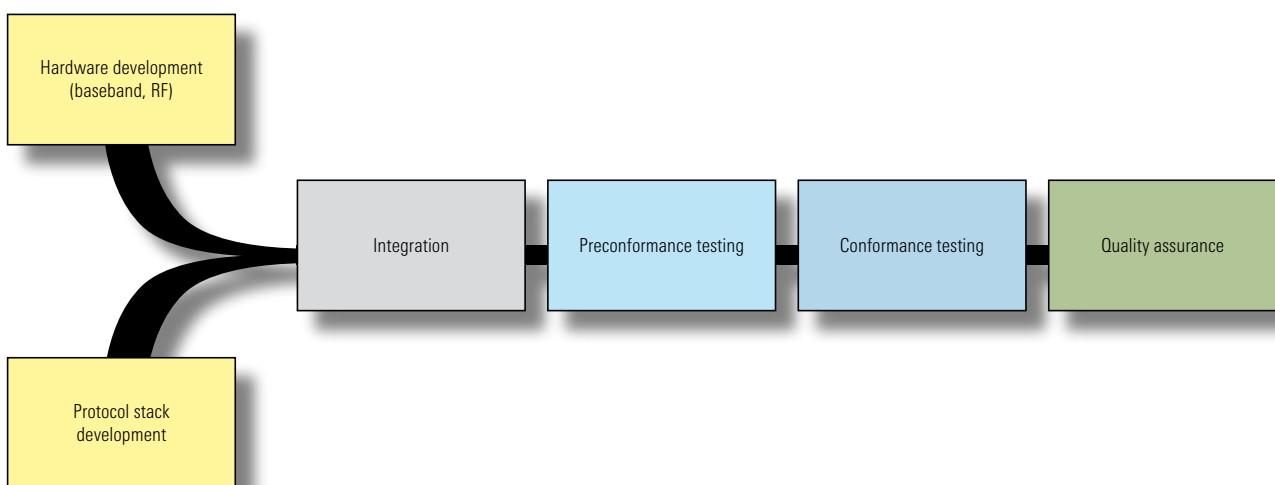 Hardware development
(baseband, RF)
Integration
Preconformance testing
Conformance testing
Quality assurance
Protocol stack
development